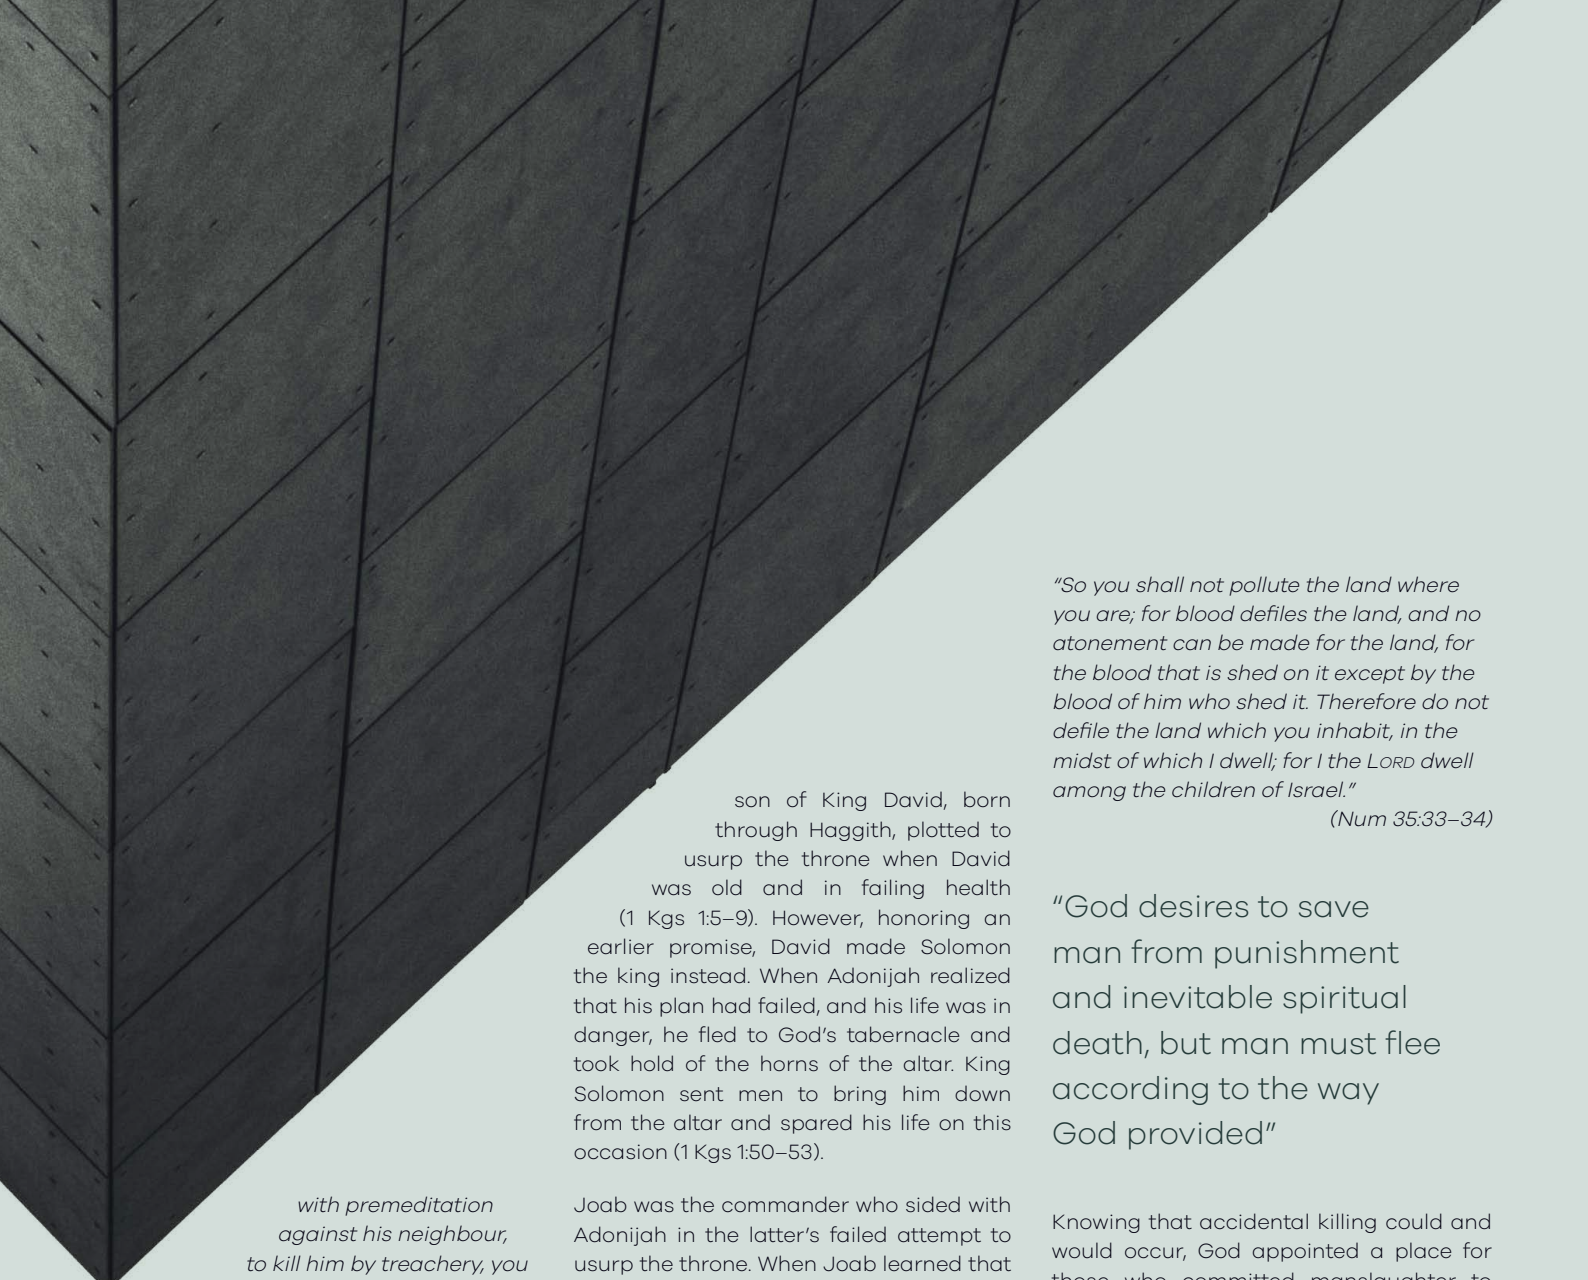 with premeditation
against his neighbour,
to kill him by treachery, you
son of King David, born
through Haggith, plotted to
usurp the throne when David
was old and in failing health
(1 Kgs 1:5–9). However, honoring an
earlier promise, David made Solomon
the king instead. When Adonijah realized
that his plan had failed, and his life was in
danger, he fled to God’s tabernacle and
took hold of the horns of the altar. King
Solomon sent men to bring him down
from the altar and spared his life on this
occasion (1 Kgs 1:50–53).
Joab was the commander who sided with
Adonijah in the latter’s failed attempt to
usurp the throne. When Joab learned that
“So you shall not pollute the land where
you are; for blood defiles the land, and no
atonement can be made for the land, for
the blood that is shed on it except by the
blood of him who shed it. Therefore do not
defile the land which you inhabit, in the
midst of which I dwell; for I the LORD dwell
among the children of Israel.”
(Num 35:33–34)
“God desires to save
man from punishment
and inevitable spiritual
death, but man must flee
according to the way
God provided”
Knowing that accidental killing could and
would occur, God appointed a place for
those who committed manslaughter to